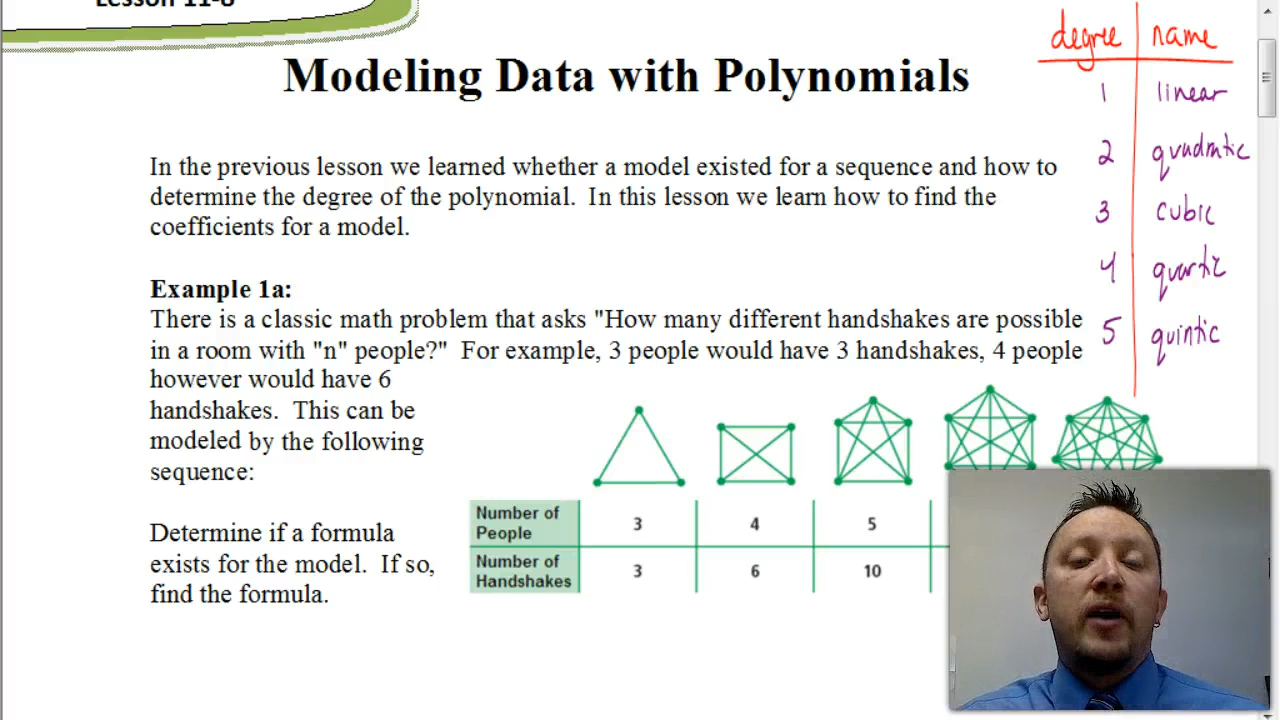 Lesson 11-8
Modeling Data with Polynomials
In the previous lesson we learned whether a model existed for a sequence and how to
determine the degree of the polynomial.  In this lesson we learn how to find the
coefficients for a model.
Example 1a:
There is a classic math problem that asks "How many different handshakes are possible
in a room with "n" people?"  For example, 3 people would have 3 handshakes, 4 people
however would have 6
handshakes.  This can be
modeled by the following
sequence:
Determine if a formula
exists for the model.  If so,
find the formula.
Number of
People
3 4 5
Number of
Handshakes
3 6 10
degree name
1 linear
2 quadratic
3 cubic
4 quartic
5 quintic